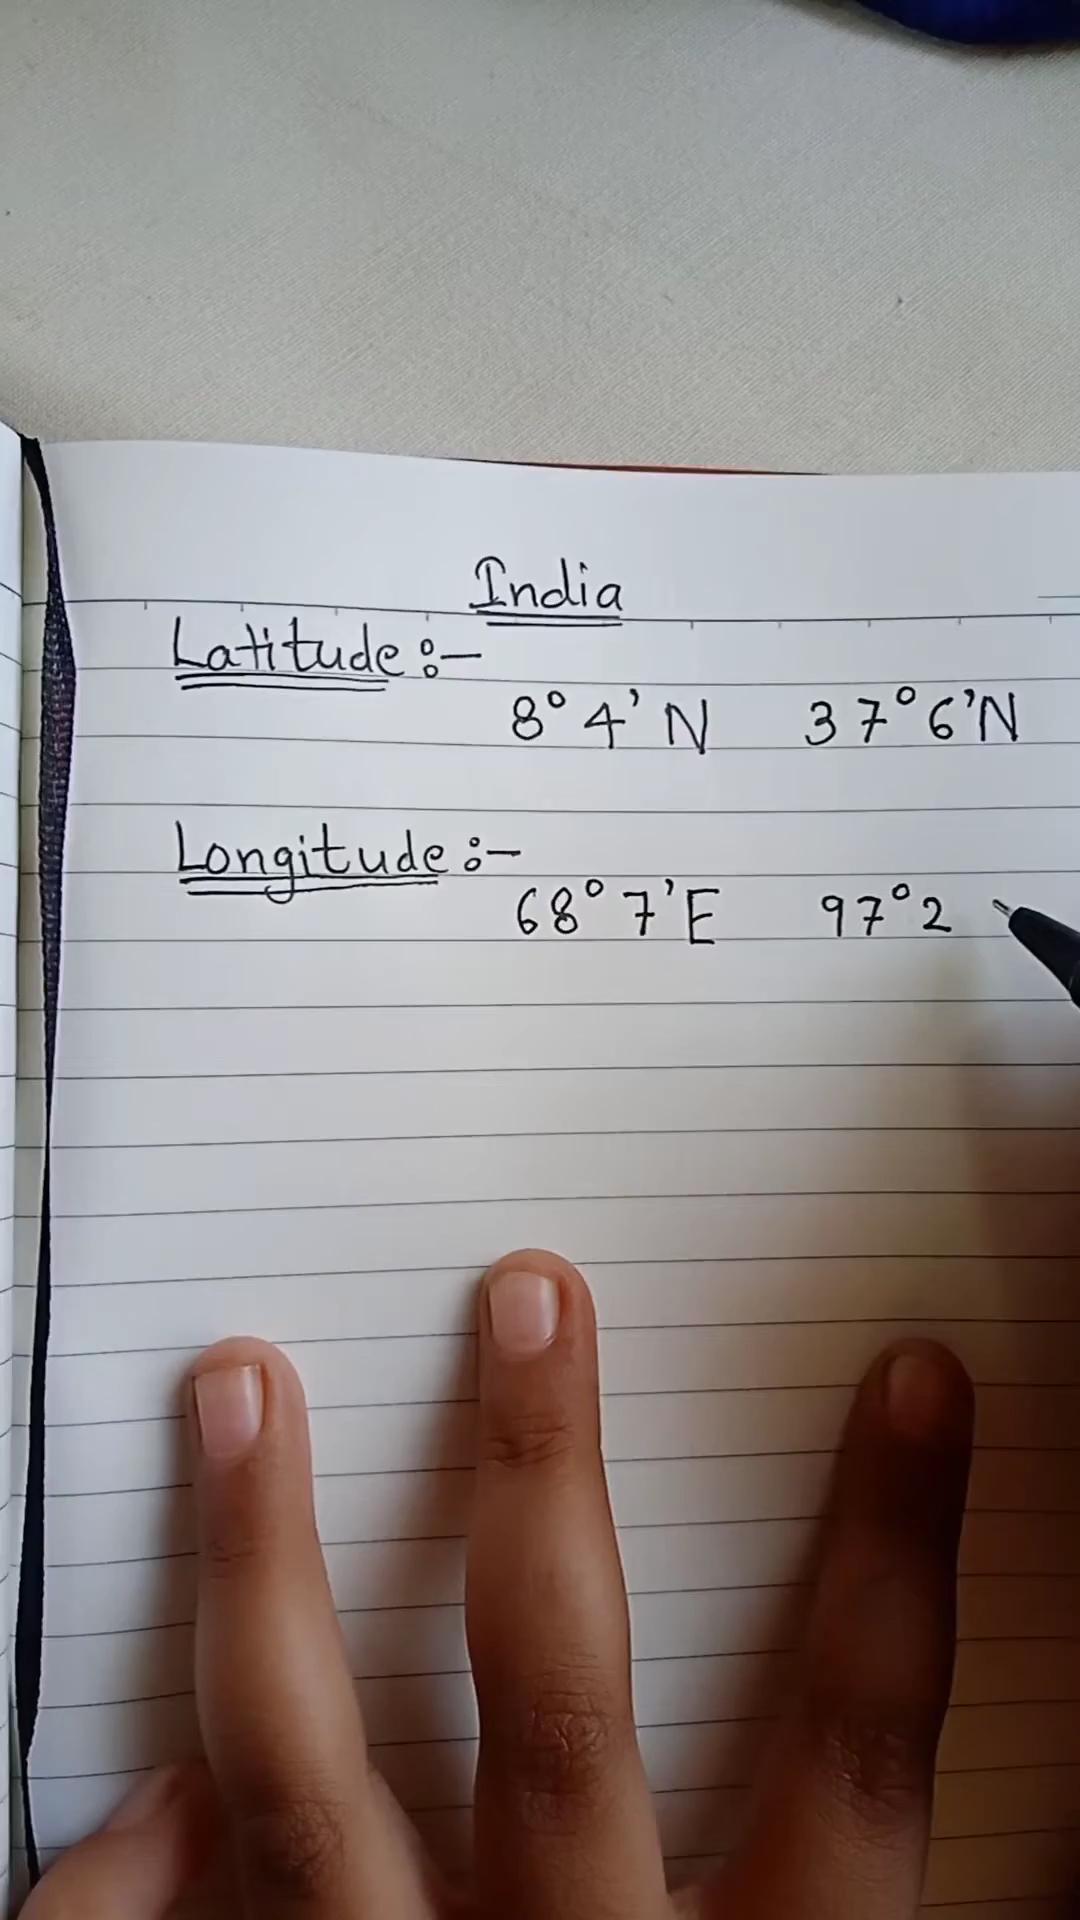 India
Latitude :-
8° 4' N 37° 6' N
Longitude :-
68° 7' E 97° 2